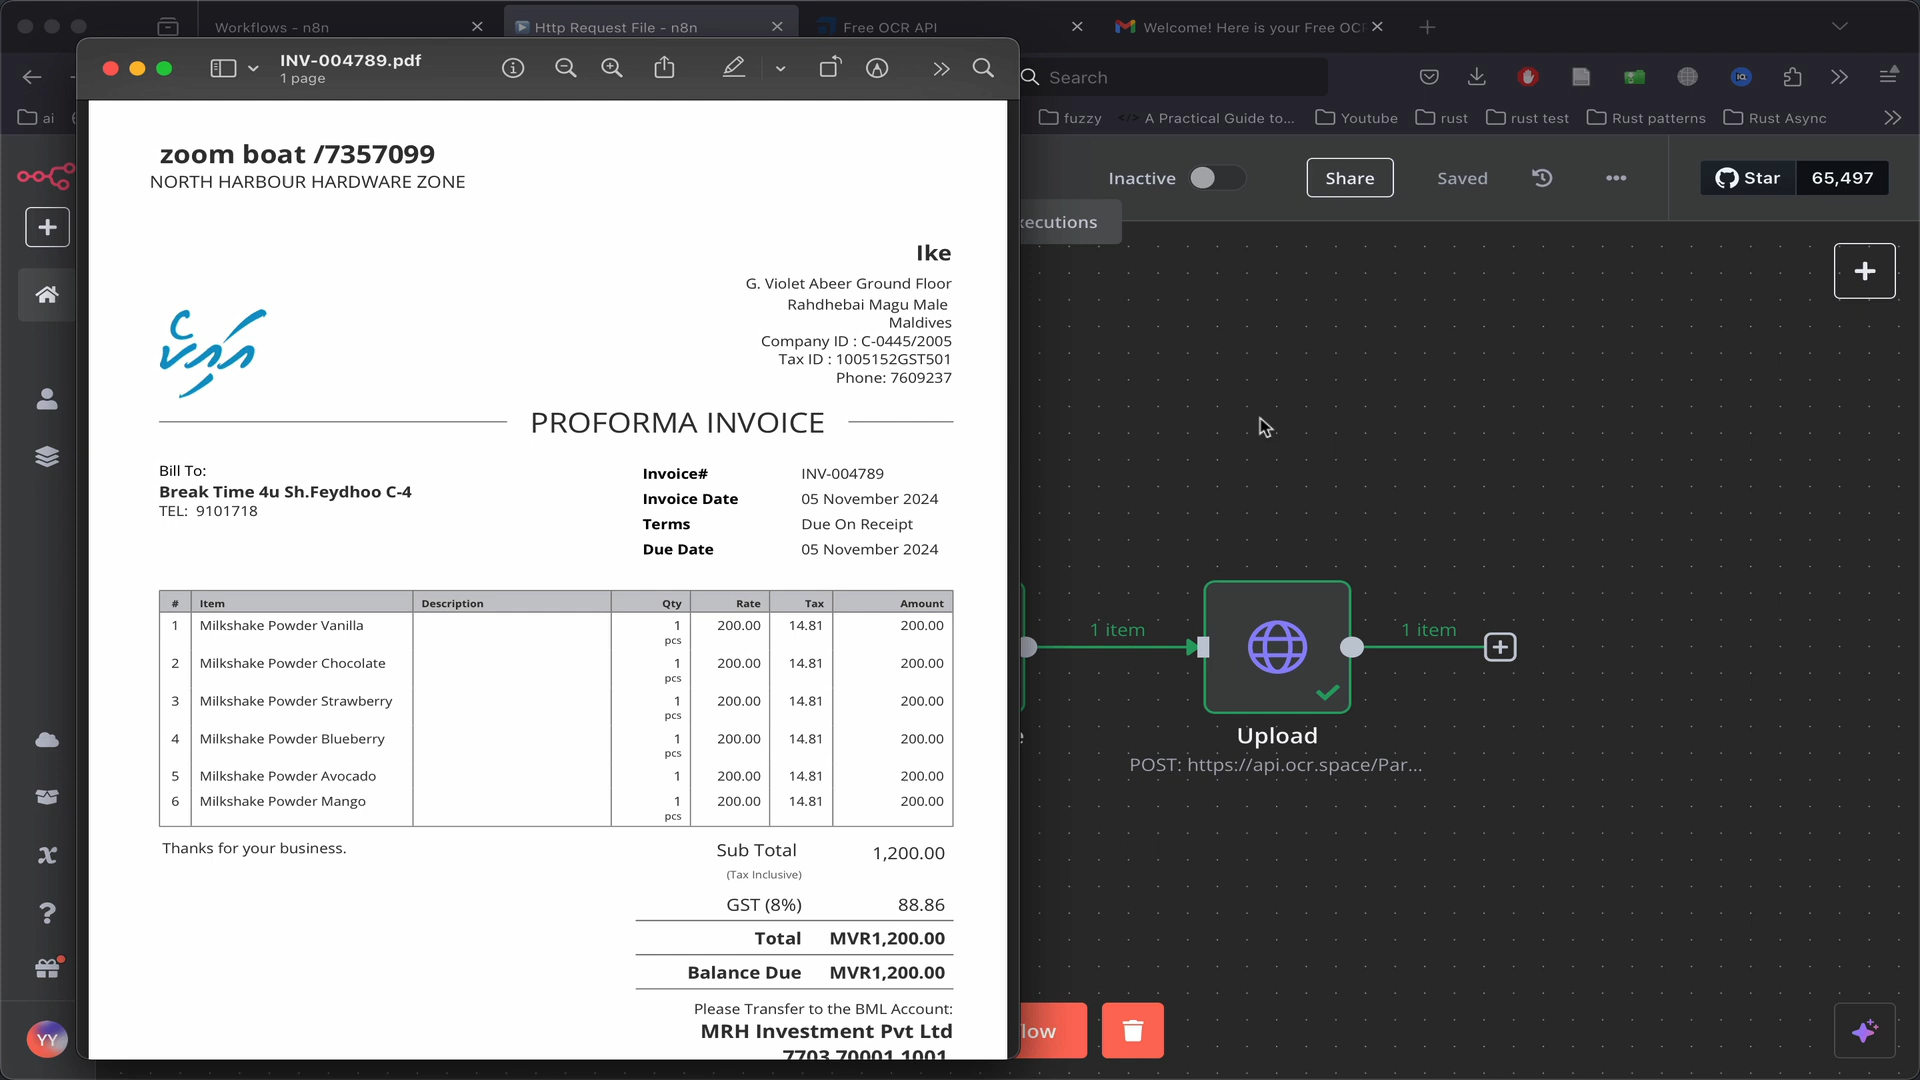 Workflows - n8n
Http Request File - n8n
Free OCR API
Welcome! Here is your Free OCR
INV-004789.pdf
1 page
Search
ai
fuzzy
A Practical Guide to...
Youtube
rust
rust test
Rust patterns
Rust Async
Inactive
Share
Saved
Star
65,497
zoom boat /7357099
NORTH HARBOUR HARDWARE ZONE
Ike
G. Violet Abeer Ground Floor
Rahdhebai Magu Male
Maldives
Company ID : C-0445/2005
Tax ID : 1005152GST501
Phone: 7609237
PROFORMA INVOICE
Bill To:
Break Time 4u Sh.Feydhoo C-4
TEL: 9101718
Invoice# INV-004789
Invoice Date 05 November 2024
Terms Due On Receipt
Due Date 05 November 2024
# Item Description Qty Rate Tax Amount
1 Milkshake Powder Vanilla 1 200.00 14.81 200.00
pcs
2 Milkshake Powder Chocolate 1 200.00 14.81 200.00
pcs
3 Milkshake Powder Strawberry 1 200.00 14.81 200.00
pcs
4 Milkshake Powder Blueberry 1 200.00 14.81 200.00
pcs
5 Milkshake Powder Avocado 1 200.00 14.81 200.00
6 Milkshake Powder Mango 1 200.00 14.81 200.00
pcs
Thanks for your business.
Sub Total 1,200.00
(Tax Inclusive)
GST (8%) 88.86
Total MVR1,200.00
Balance Due MVR1,200.00
Please Transfer to the BML Account:
MRH Investment Pvt Ltd
7703 70001 1001
ecutions
1 item
1 item
Upload
POST: https://api.ocr.space/Par...
low
YY